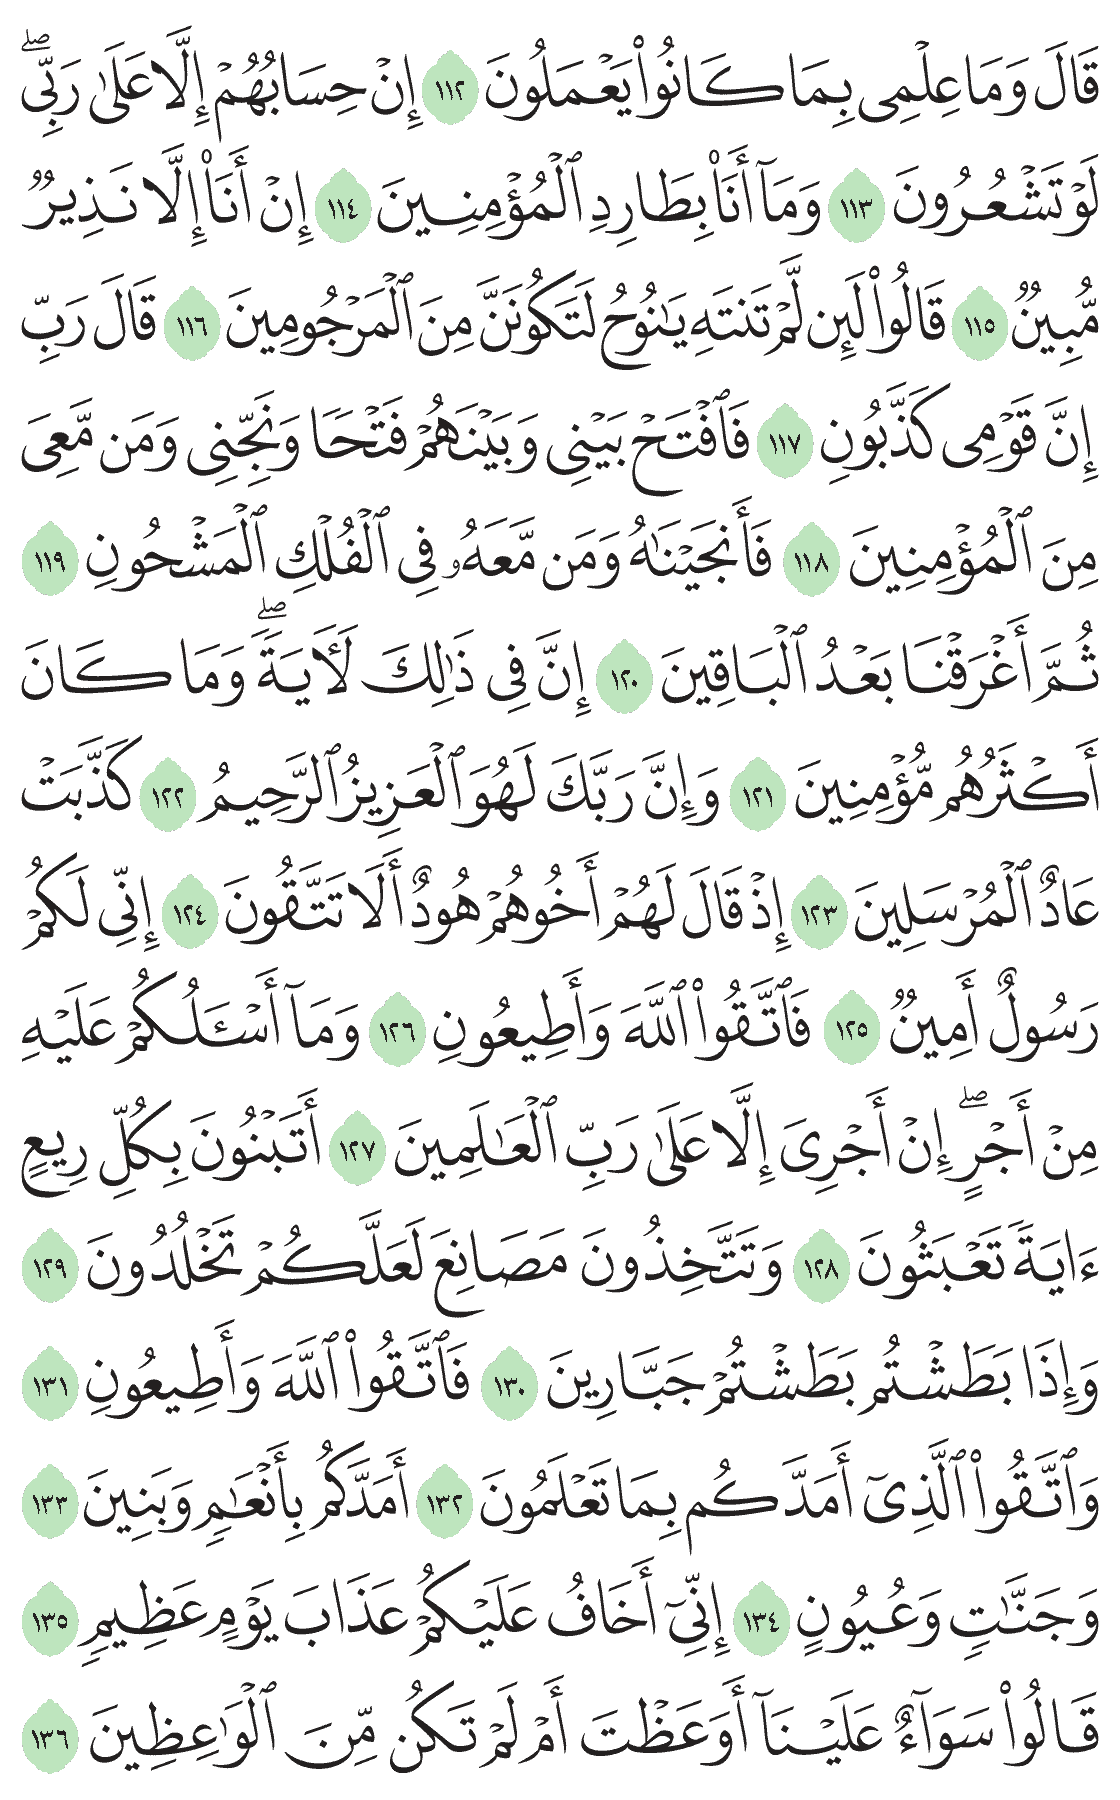 قَالَ وَمَا عِلْمِى بِمَا كَانُوا۟ يَعْمَلُونَ ١١٢ إِنْ حِسَابُهُمْ إِلَّا عَلَىٰ رَبِّى ۖ
لَوْ تَشْعُرُونَ ١١٣ وَمَآ أَنَا۠ بِطَارِدِ ٱلْمُؤْمِنِينَ ١١٤ إِنْ أَنَا۠ إِلَّا نَذِيرٌ
مُّبِينٌ ١١٥ قَالُوا۟ لَئِن لَّمْ تَنتَهِ يَـٰنُوحُ لَتَكُونَنَّ مِنَ ٱلْمَرْجُومِينَ ١١٦ قَالَ رَبِّ
إِنَّ قَوْمِى كَذَّبُونِ ١١٧ فَٱفْتَحْ بَيْنِى وَبَيْنَهُمْ فَتْحًا وَنَجِّنِى وَمَن مَّعِىَ
مِنَ ٱلْمُؤْمِنِينَ ١١٨ فَأَنجَيْنَـٰهُ وَمَن مَّعَهُۥ فِى ٱلْفُلْكِ ٱلْمَشْحُونِ ١١٩
ثُمَّ أَغْرَقْنَا بَعْدُ ٱلْبَاقِينَ ١٢٠ إِنَّ فِى ذَٰلِكَ لَـَٔايَةً ۖ وَمَا كَانَ
أَكْثَرُهُم مُّؤْمِنِينَ ١٢١ وَإِنَّ رَبَّكَ لَهُوَ ٱلْعَزِيزُ ٱلرَّحِيمُ ١٢٢ كَذَّبَتْ
عَادٌ ٱلْمُرْسَلِينَ ١٢٣ إِذْ قَالَ لَهُمْ أَخُوهُمْ هُودٌ أَلَا تَتَّقُونَ ١٢٤ إِنِّى لَكُمْ
رَسُولٌ أَمِينٌ ١٢٥ فَٱتَّقُوا۟ ٱللَّهَ وَأَطِيعُونِ ١٢٦ وَمَآ أَسْـَٔلُكُمْ عَلَيْهِ
مِنْ أَجْرٍ ۖ إِنْ أَجْرِىَ إِلَّا عَلَىٰ رَبِّ ٱلْعَـٰلَمِينَ ١٢٧ أَتَبْنُونَ بِكُلِّ رِيعٍ
ءَايَةً تَعْبَثُونَ ١٢٨ وَتَتَّخِذُونَ مَصَانِعَ لَعَلَّكُمْ تَخْلُدُونَ ١٢٩
وَإِذَا بَطَشْتُم بَطَشْتُمْ جَبَّارِينَ ١٣٠ فَٱتَّقُوا۟ ٱللَّهَ وَأَطِيعُونِ ١٣١
وَٱتَّقُوا۟ ٱلَّذِىٓ أَمَدَّكُم بِمَا تَعْلَمُونَ ١٣٢ أَمَدَّكُم بِأَنْعَـٰمٍ وَبَنِينَ ١٣٣
وَجَنَّـٰتٍ وَعُيُونٍ ١٣٤ إِنِّىٓ أَخَافُ عَلَيْكُمْ عَذَابَ يَوْمٍ عَظِيمٍ ١٣٥
قَالُوا۟ سَوَآءٌ عَلَيْنَآ أَوَعَظْتَ أَمْ لَمْ تَكُن مِّنَ ٱلْوَٰعِظِينَ ١٣٦